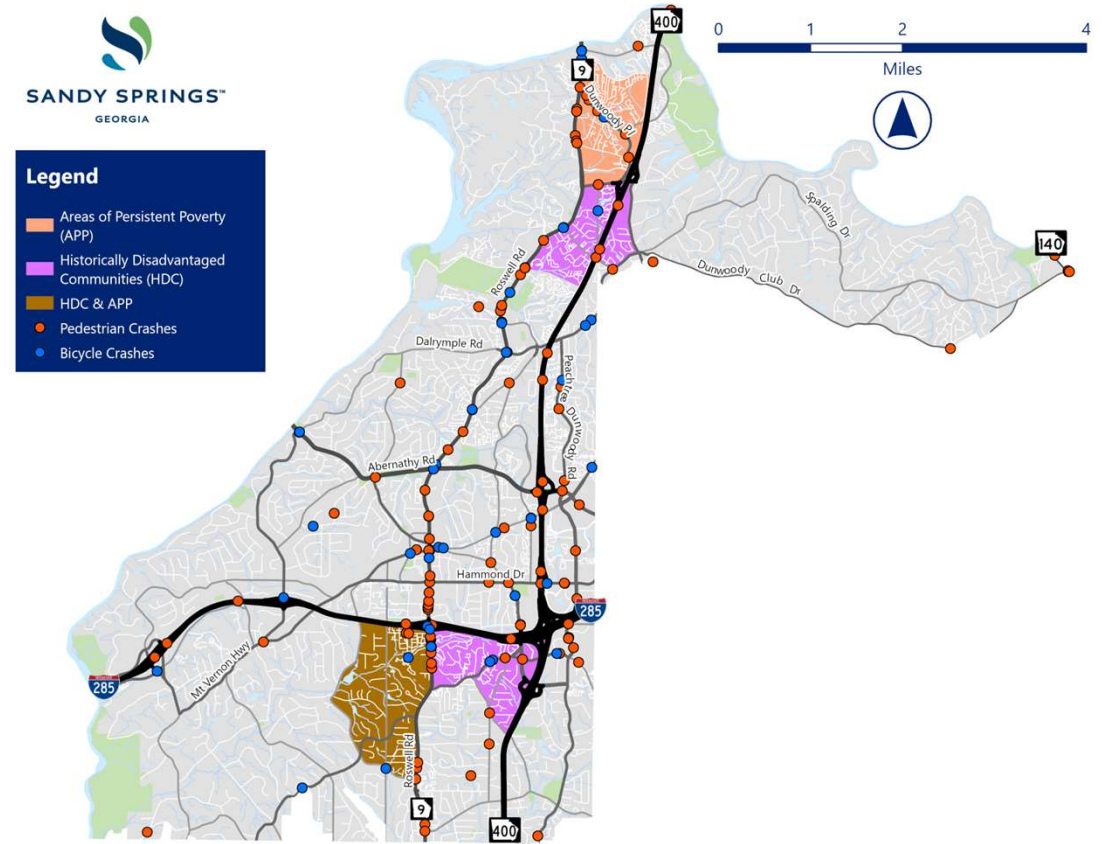 SANDY SPRINGS™
GEORGIA
Legend
Areas of Persistent Poverty
(APP)
Historically Disadvantaged
Communities (HDC)
HDC & APP
Pedestrian Crashes
Bicycle Crashes
0 2 4
Miles
400
9
Dunwoody Pl
Spalding Dr
140
Roswell Rd
Dunwoody Club Dr
Dalrymple Rd
Peachtree Dunwoody Rd
Abernathy Rd
Hammond Dr
285
Mt Vernon Hwy
285
Roswell Rd
9
400